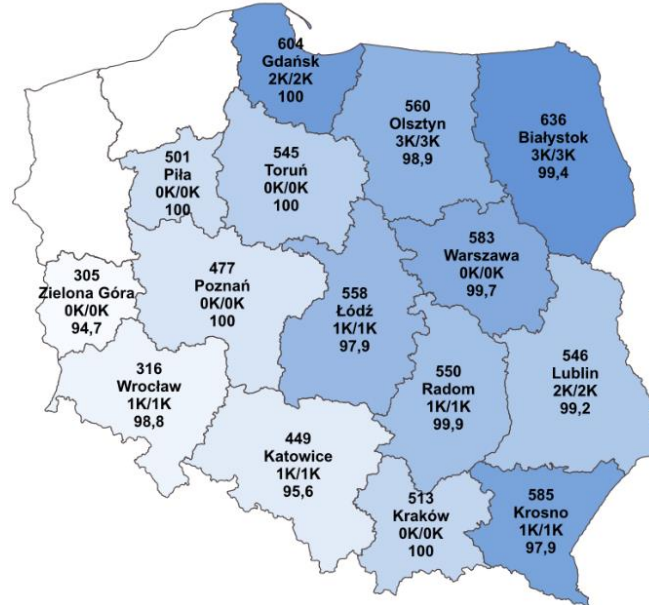 604
Gdańsk
2K/2K
100
560
Olsztyn
3K/3K
98,9
636
Białystok
3K/3K
99,4
501
Piła
0K/0K
100
545
Toruń
0K/0K
100
583
Warszawa
0K/0K
99,7
305
Zielona Góra
0K/0K
94,7
477
Poznań
0K/0K
100
558
Łódź
1K/1K
97,9
316
Wrocław
1K/1K
98,8
550
Radom
1K/1K
99,9
546
Lublin
2K/2K
99,2
449
Katowice
1K/1K
95,6
513
Kraków
0K/0K
100
585
Krosno
1K/1K
97,9